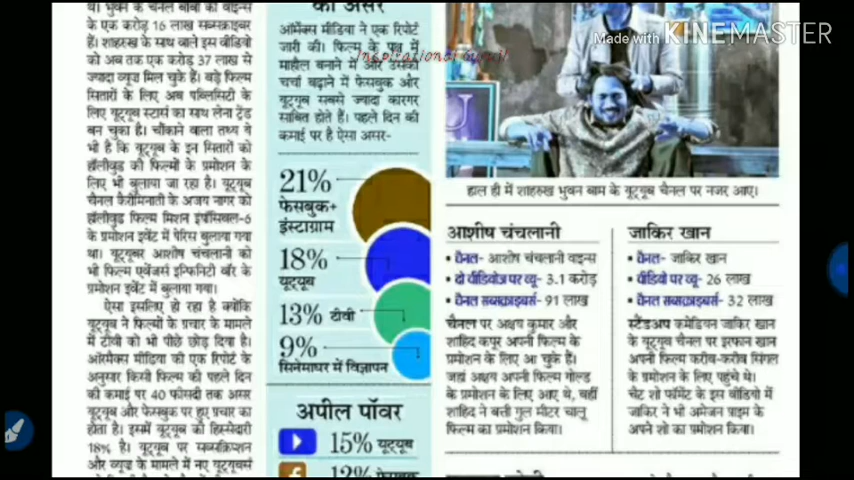 था। भुवन के चैनल बीबी की वाइन्स
के एक करोड़ 16 लाख सब्सक्राइबर
हैं। शाहरुख के साथ वाले इस वीडियो
को अब तक एक करोड़ 37 लाख से
ज्यादा व्यूज मिल चुके हैं। बड़े फिल्म
सितारों के लिए अब पब्लिसिटी के
लिए यूट्यूब स्टार्स का साथ लेना ट्रेंड
बन चुका है। चौंकाने वाला तथ्य ये
भी है कि यूट्यूब के इन सितारों को
हॉलीवुड की फिल्मों के प्रमोशन के
लिए भी बुलाया जा रहा है। यूट्यूब
चैनल कैरीमिनाती के अजय नागर को
हॉलीवुड फिल्म मिशन इंपॉसिबल-6
के प्रमोशन इवेंट में पेरिस बुलाया गया
था। यूट्यूबर आशीष चंचलानी को
भी फिल्म एवेंजर्स इन्फिनिटी वॉर के
प्रमोशन इवेंट में बुलाया गया।
ऐसा इसलिए हो रहा है क्योंकि
यूट्यूब ने फिल्मों के प्रचार के मामले
में टीवी को भी पीछे छोड़ दिया है।
ऑरमैक्स मीडिया की एक रिपोर्ट के
अनुसार किसी फिल्म की पहले दिन
की कमाई पर 40 फीसदी तक असर
यूट्यूब और फेसबुक पर हुए प्रचार का
होता है। इसमें यूट्यूब की हिस्सेदारी
18% है। यूट्यूब पर सब्सक्रिप्शन
और व्यूज के मामले में नए यूट्यूबर्स
का असर
ऑर्मेक्स मीडिया ने एक रिपोर्ट
जारी की। फिल्म के पक्ष में
माहौल बनाने में और उसकी
चर्चा बढ़ाने में फेसबुक और
यूट्यूब सबसे ज्यादा कारगर
साबित होते हैं। पहले दिन की
कमाई पर है ऐसा असर-
21%
फेसबुक+
इंस्टाग्राम
18%
यूट्यूब
13% टीवी
9%
सिनेमाघर में विज्ञापन
अपील पॉवर
15% यूट्यूब
12% फेसबुक
Made with KINEMASTER
हाल ही में शाहरुख भुवन बाम के यूट्यूब चैनल पर नजर आए।
आशीष चंचलानी
• चैनल- आशीष चंचलानी वाइन्स
• दो वीडियोज पर व्यू- 3.1 करोड़
• चैनल सब्सक्राइबर्स- 91 लाख
चैनल पर अक्षय कुमार और
शाहिद कपूर अपनी फिल्म के
प्रमोशन के लिए आ चुके हैं।
जहां अक्षय अपनी फिल्म गोल्ड
के प्रमोशन के लिए आए थे, वहीं
शाहिद ने बत्ती गुल मीटर चालू
फिल्म का प्रमोशन किया।
जाकिर खान
• चैनल- जाकिर खान
• वीडियो पर व्यू- 26 लाख
• चैनल सब्सक्राइबर्स- 32 लाख
स्टैंडअप कमेडियन जाकिर खान
के यूट्यूब चैनल पर इरफान खान
अपनी फिल्म करीब-करीब सिंगल
के प्रमोशन के लिए पहुंचे थे।
चैट शो फॉर्मेट के इस वीडियो में
जाकिर ने भी अमेजन प्राइम के
अपने शो का प्रमोशन किया।